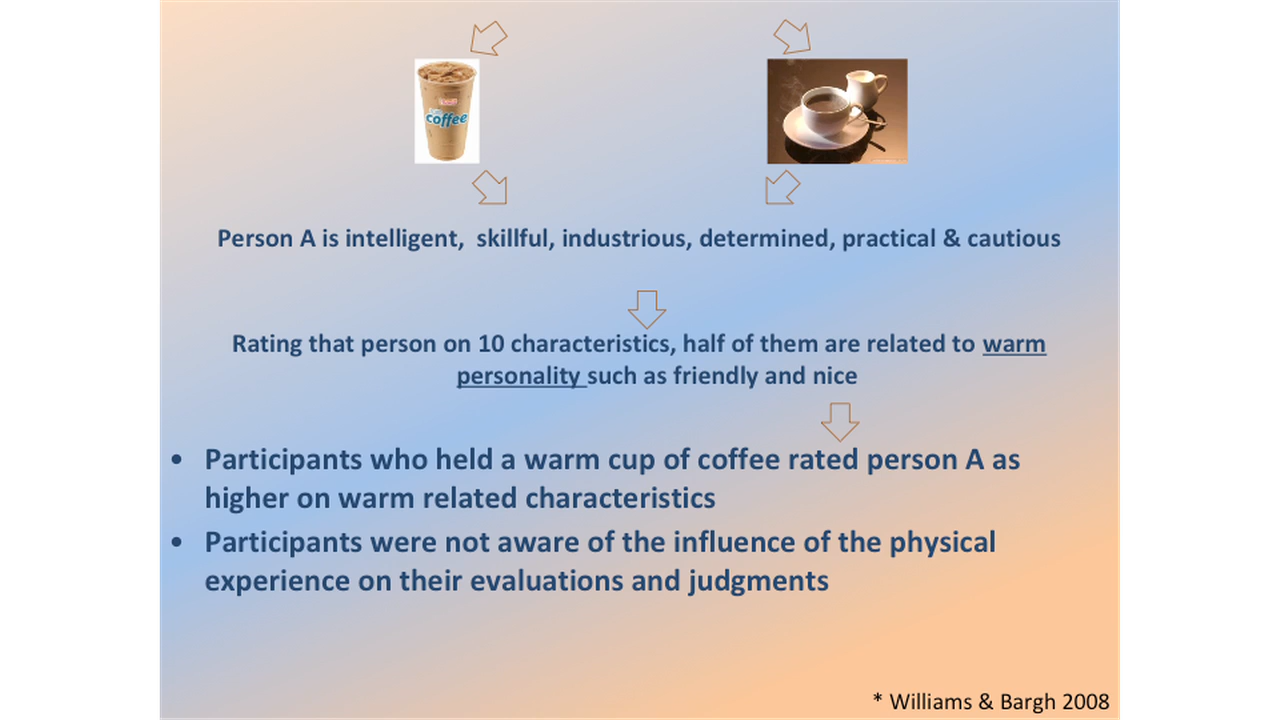 coffee
Person A is intelligent,  skillful, industrious, determined, practical & cautious
Rating that person on 10 characteristics, half of them are related to warm
personality such as friendly and nice
• Participants who held a warm cup of coffee rated person A as
higher on warm related characteristics
• Participants were not aware of the influence of the physical
experience on their evaluations and judgments
* Williams & Bargh 2008